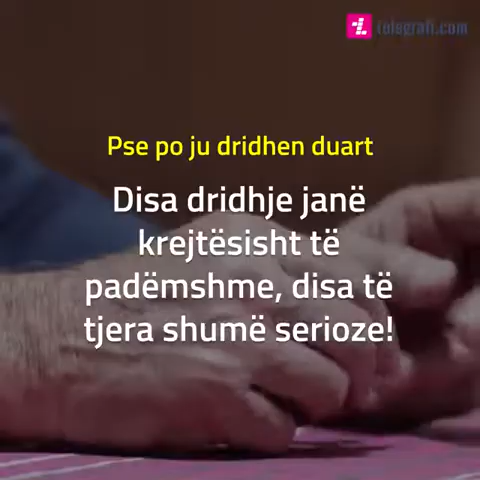 telegrafi.com
Pse po ju dridhen duart
Disa dridhje janë
krejtësisht të
padëmshme, disa të
tjera shumë serioze!